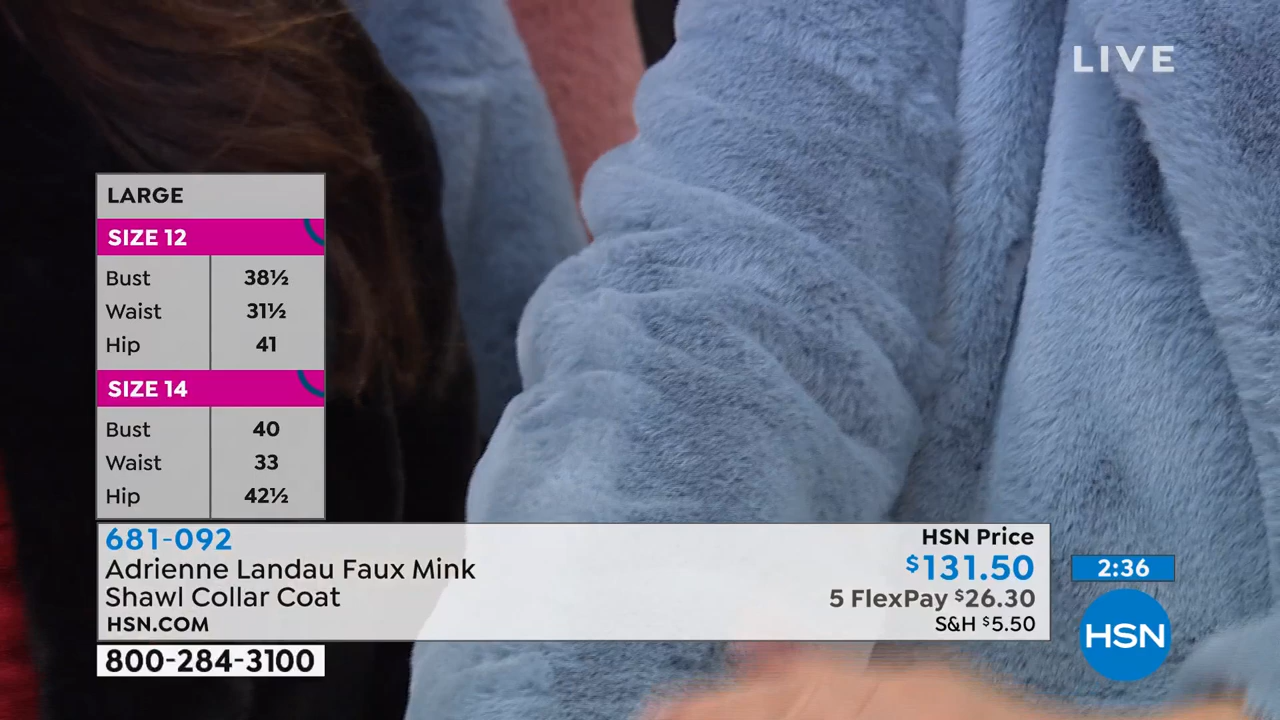 LIVE
LARGE
SIZE 12
Bust 38½
Waist 31½
Hip 41
SIZE 14
Bust 40
Waist 33
Hip 42½
681-092
Adrienne Landau Faux Mink
Shawl Collar Coat
HSN.COM
800-284-3100
HSN Price
$131.50
5 FlexPay $26.30
S&H $5.50
2:36
HSN